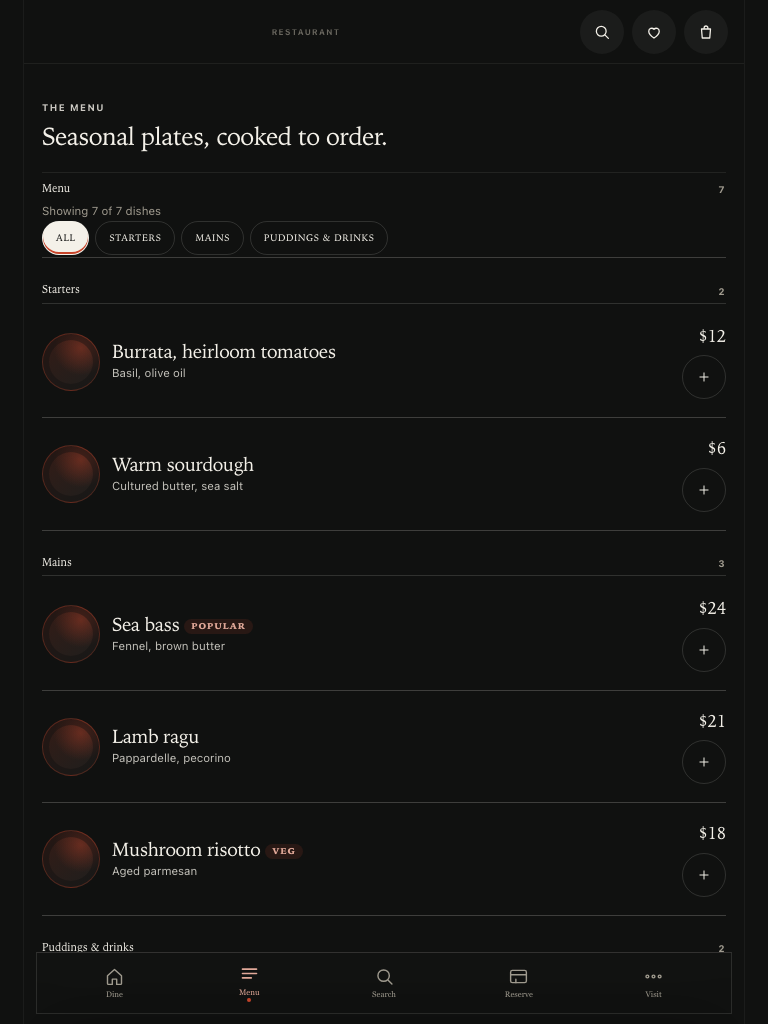 RESTAURANT
THE MENU
Seasonal plates, cooked to order.
Menu 7
Showing 7 of 7 dishes
ALL STARTERS MAINS PUDDINGS & DRINKS
Starters 2
Burrata, heirloom tomatoes $12
Basil, olive oil
Warm sourdough $6
Cultured butter, sea salt
Mains 3
Sea bass POPULAR $24
Fennel, brown butter
Lamb ragu $21
Pappardelle, pecorino
Mushroom risotto VEG $18
Aged parmesan
Puddings & drinks 2
Dine Menu Search Reserve Visit